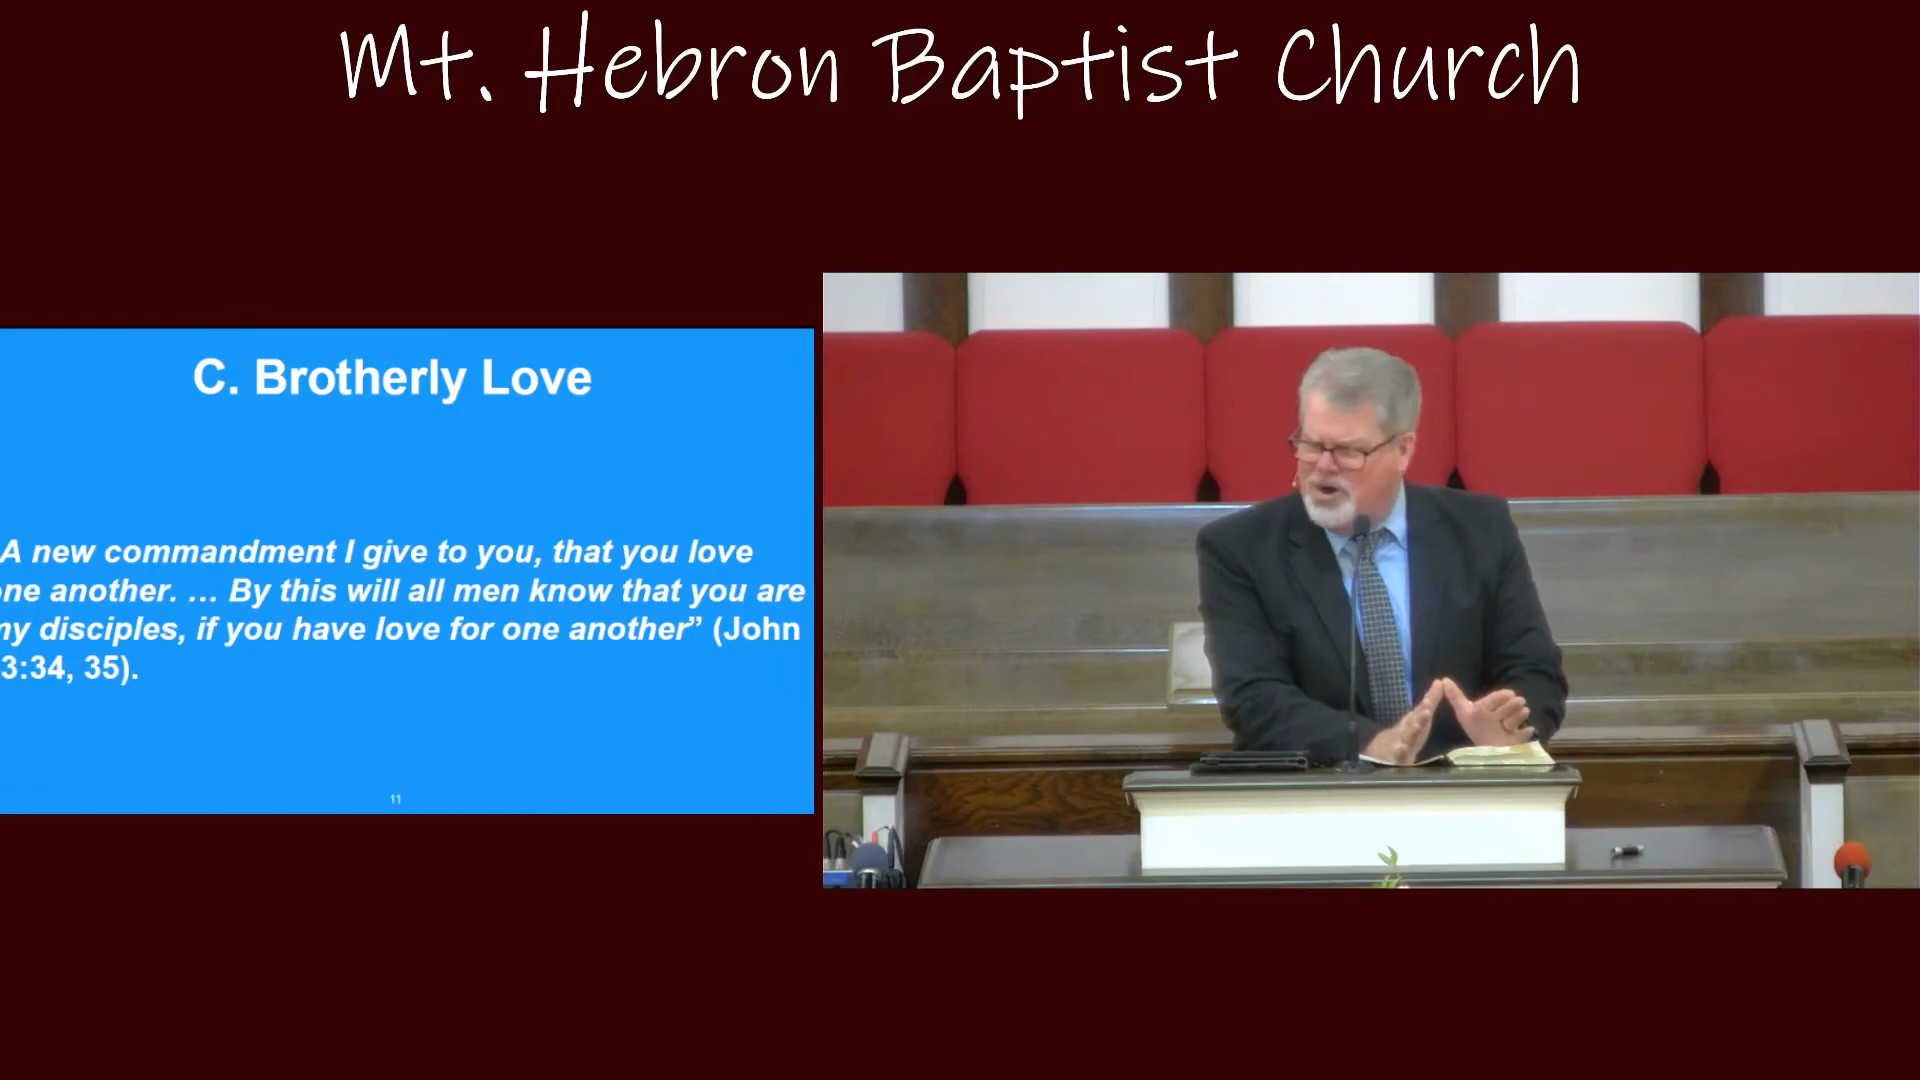 Mt. Hebron Baptist Church
C. Brotherly Love
A new commandment I give to you, that you love
ne another. … By this will all men know that you are
my disciples, if you have love for one another” (John
3:34, 35).
11